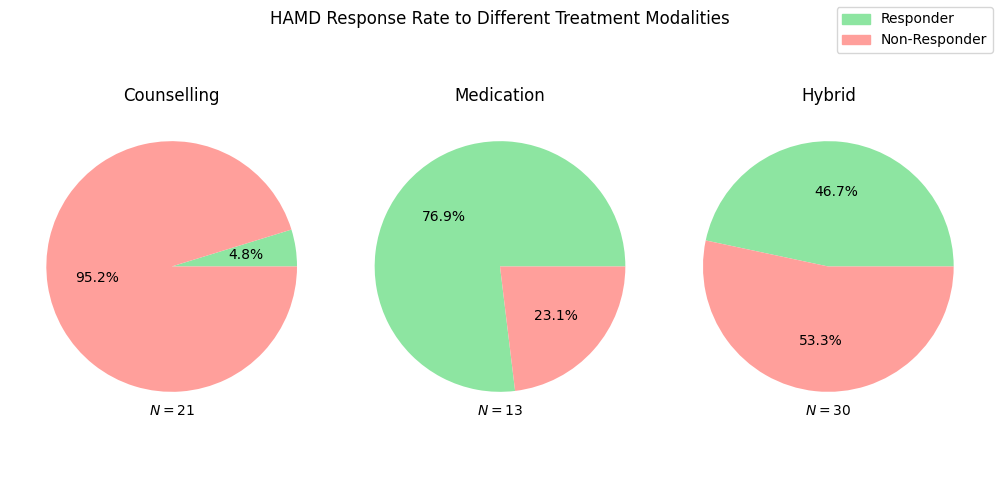 HAMD Response Rate to Different Treatment Modalities
Responder
Non-Responder
Counselling
4.8%
95.2%
N = 21
Medication
76.9%
23.1%
N = 13
Hybrid
46.7%
53.3%
N = 30